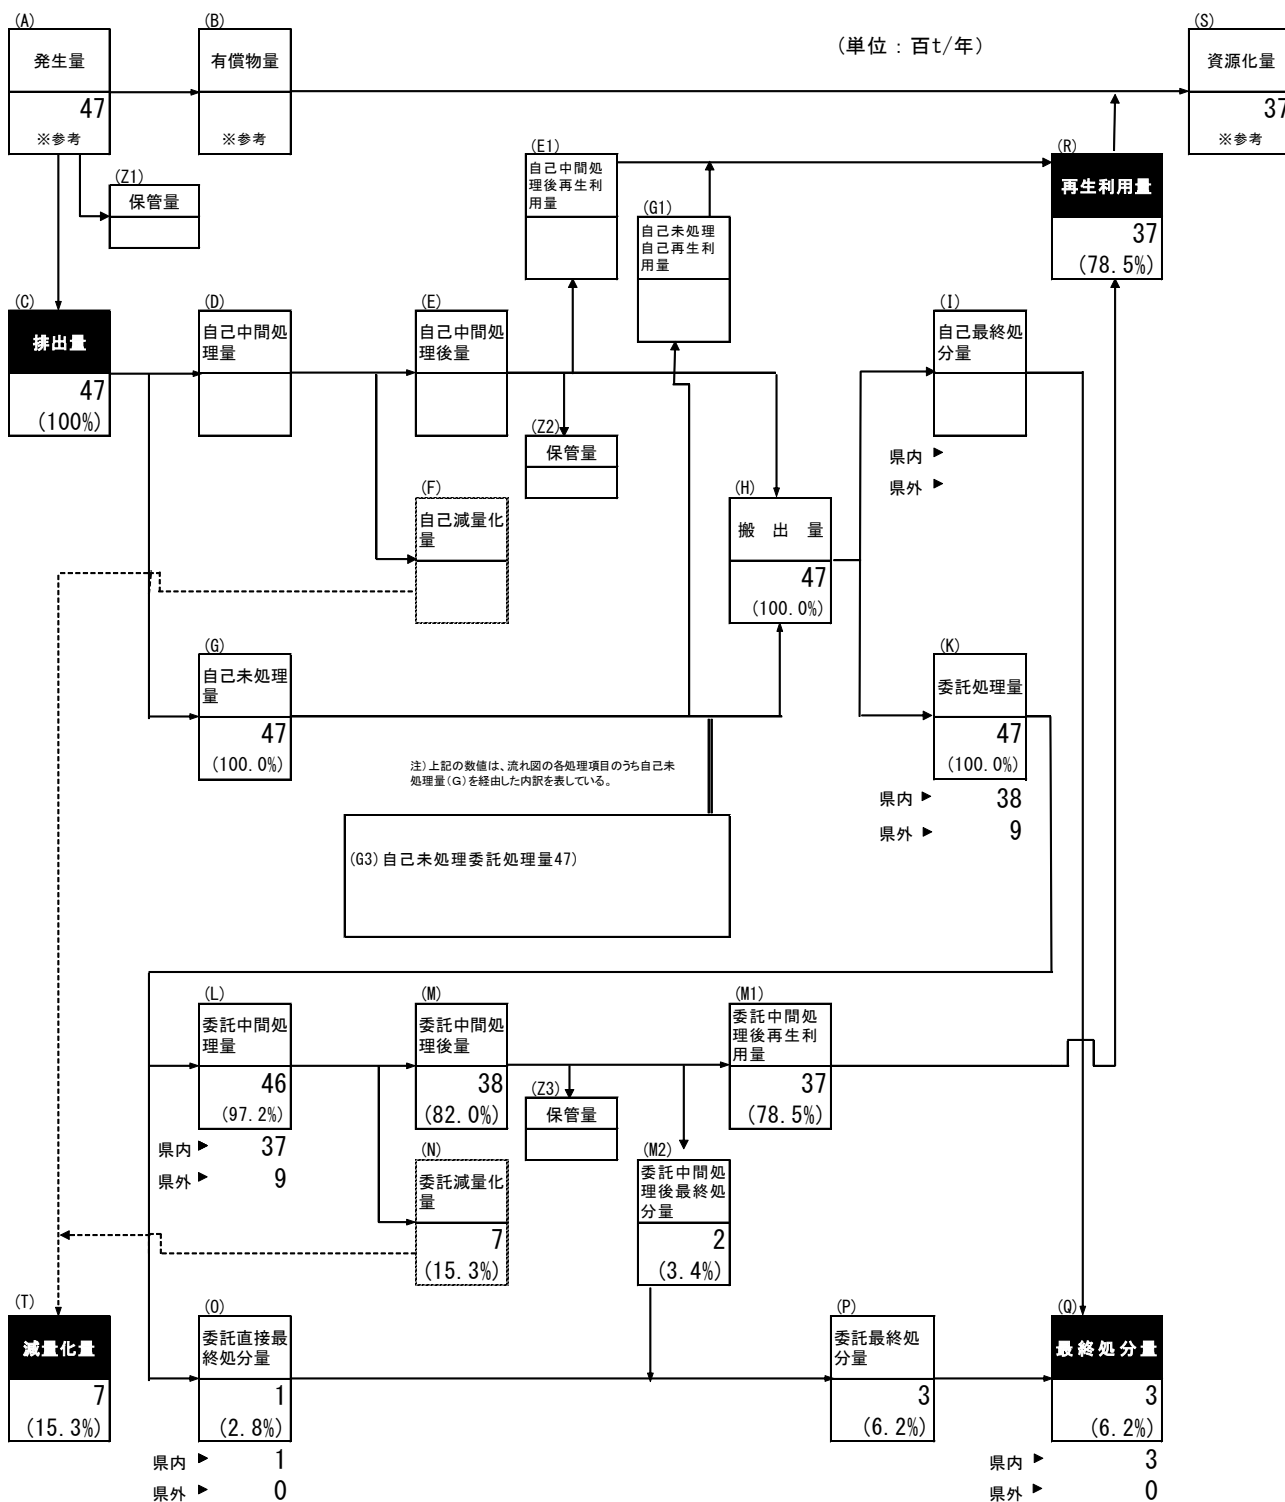 (A)
発生量
47
※参考
(B)
有償物量
※参考
(単位：百t/年)
(S)
資源化量
37
※参考
(Z1)
保管量
(E1)
自己中間処
理後再生利
用量
(G1)
自己未処理
自己再生利
用量
(R)
再生利用量
37
(78.5%)
(C)
排出量
47
(100%)
(D)
自己中間処
理量
(E)
自己中間処
理後量
(Z2)
保管量
(I)
自己最終処
分量
県内 ▶
県外 ▶
(F)
自己減量化
量
(H)
搬 出 量
47
(100.0%)
(G)
自己未処理
量
47
(100.0%)
(K)
委託処理量
47
(100.0%)
県内 ▶ 38
県外 ▶ 9
注）上記の数値は、流れ図の各処理項目のうち自己未
処理量（G）を経由した内訳を表している。
(G3)自己未処理委託処理量47)
(L)
委託中間処
理量
46
(97.2%)
県内 ▶ 37
県外 ▶ 9
(M)
委託中間処
理後量
38
(82.0%)
(Z3)
保管量
(M1)
委託中間処
理後再生利
用量
37
(78.5%)
(N)
委託減量化
量
7
(15.3%)
(M2)
委託中間処
理後最終処
分量
2
(3.4%)
(T)
減量化量
7
(15.3%)
(O)
委託直接最
終処分量
1
(2.8%)
県内 ▶ 1
県外 ▶ 0
(P)
委託最終処
分量
3
(6.2%)
(Q)
最終処分量
3
(6.2%)
県内 ▶ 3
県外 ▶ 0